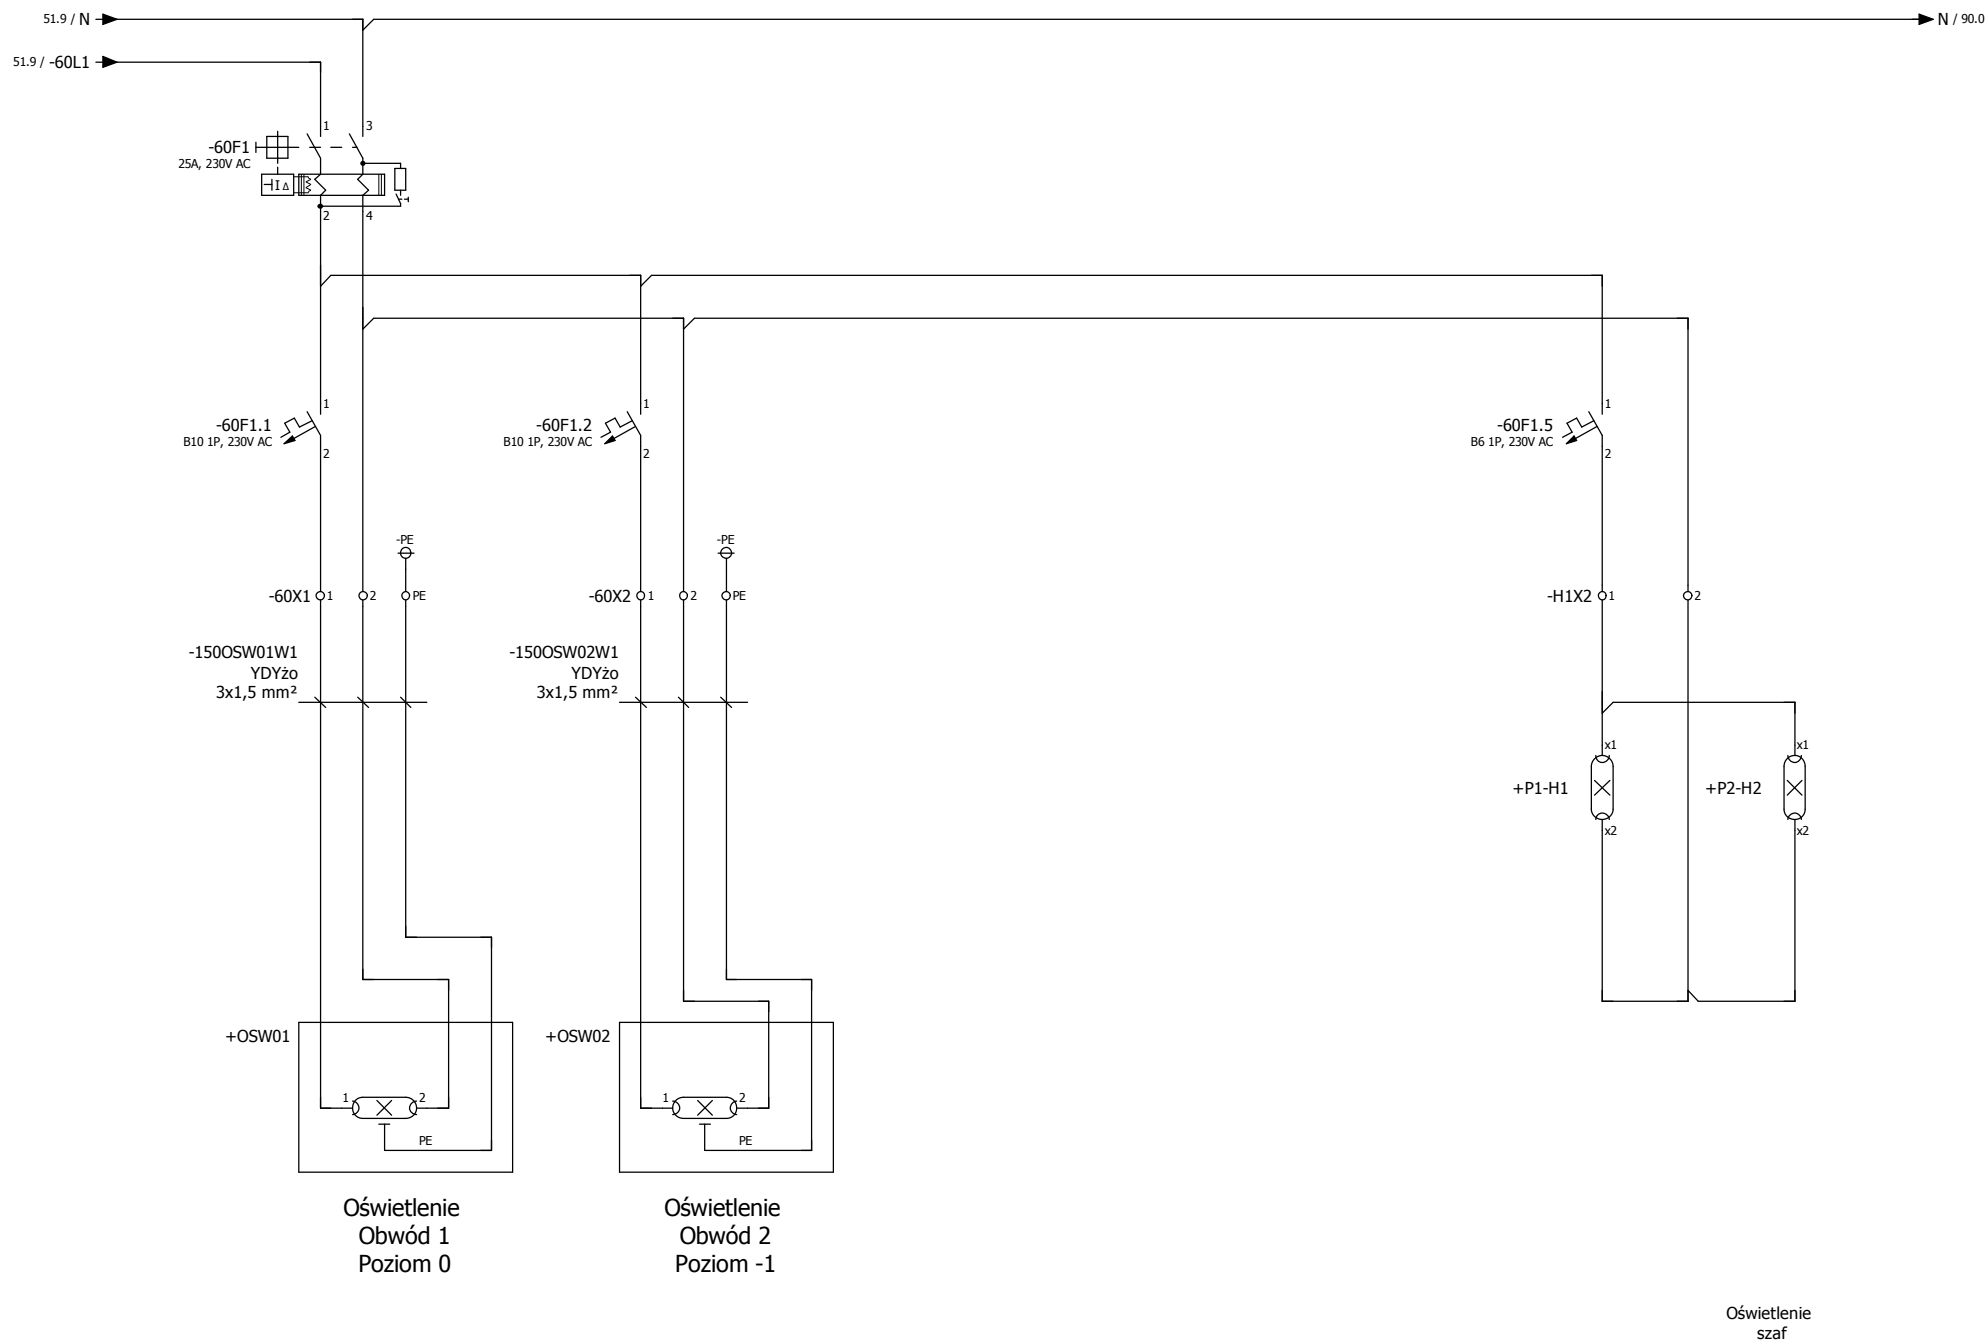 51.9 / N
N / 90.0
51.9 / -60L1
1 3
-60F1
25A, 230V AC
I Δ
2 4
1 1 1
-60F1.1 -60F1.2 -60F1.5
B10 1P, 230V AC B10 1P, 230V AC B6 1P, 230V AC
2 2 2
-PE -PE
-60X1 1 2 PE -60X2 1 2 PE -H1X2 1 2
-150OSW01W1 -150OSW02W1
YDYżo YDYżo
3x1,5 mm² 3x1,5 mm²
x1 x1
+P1-H1 +P2-H2
x2 x2
+OSW01 +OSW02
1 2 1 2
PE PE
Oświetlenie Oświetlenie
Obwód 1 Obwód 2
Poziom 0 Poziom -1
Oświetlenie
szaf